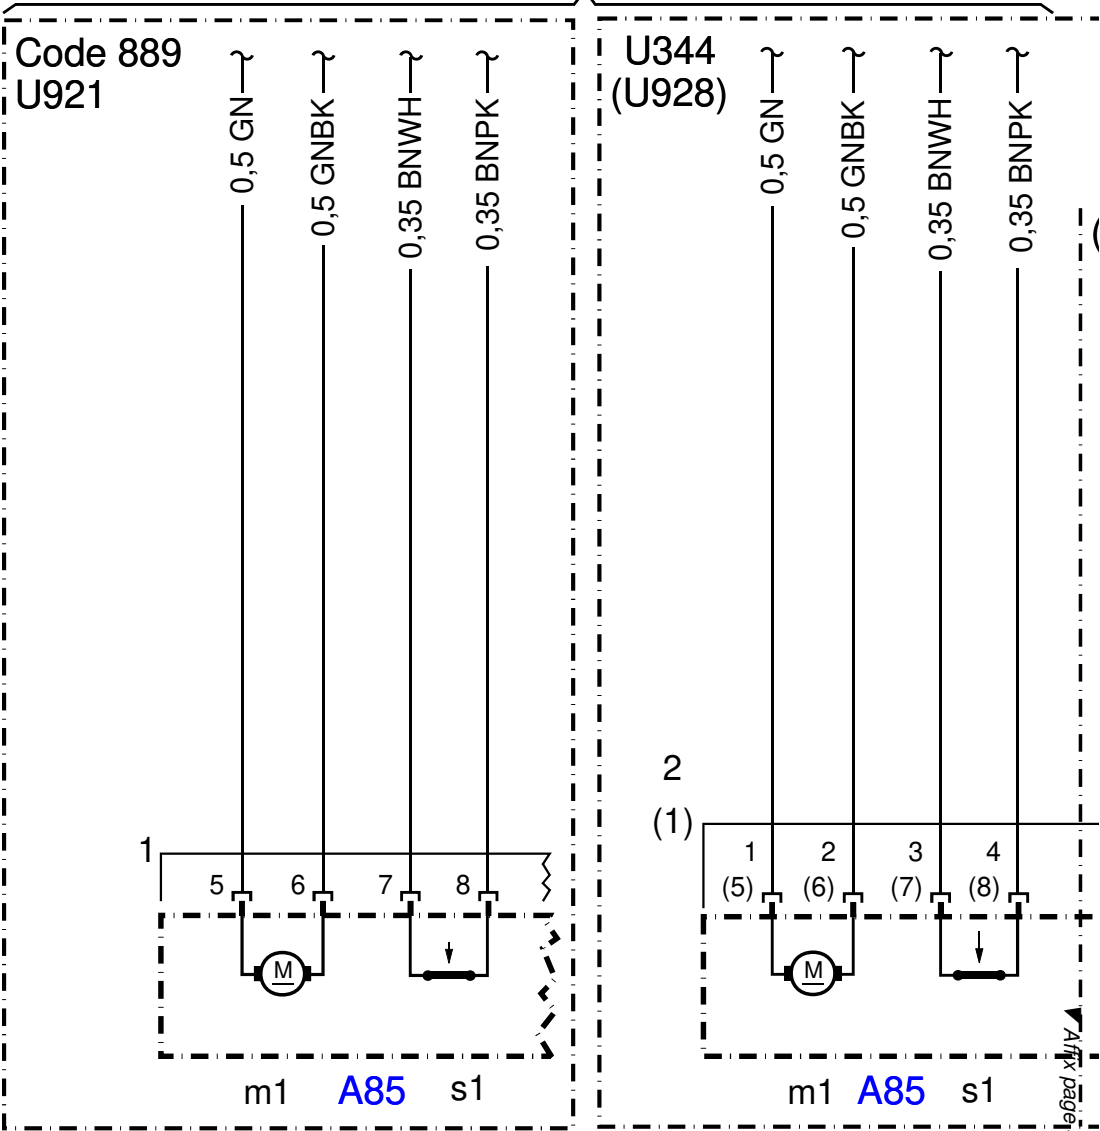 Code 889
U921
0,5 GN
0,5 GNBK
0,35 BNWH
0,35 BNPK
1
5 6 7 8
M
m1 A85 s1
U344
(U928)
0,5 GN
0,5 GNBK
0,35 BNWH
0,35 BNPK
2
(1)
1 2 3 4
(5) (6) (7) (8)
M
m1 A85 s1
(
Affix page